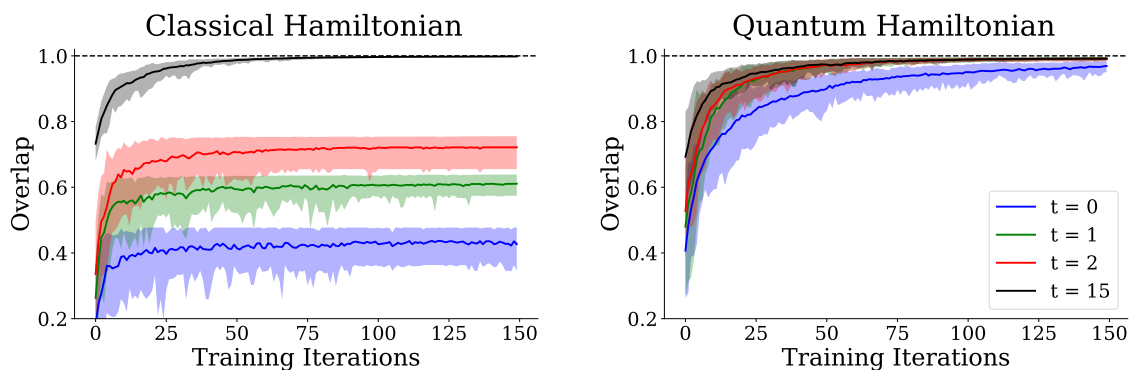 Classical Hamiltonian
Overlap
1.0
0.8
0.6
0.4
0.2
0 25 50 75 100 125 150
Training Iterations
Quantum Hamiltonian
Overlap
1.0
0.8
0.6
0.4
0.2
t = 0
t = 1
t = 2
t = 15
0 25 50 75 100 125 150
Training Iterations